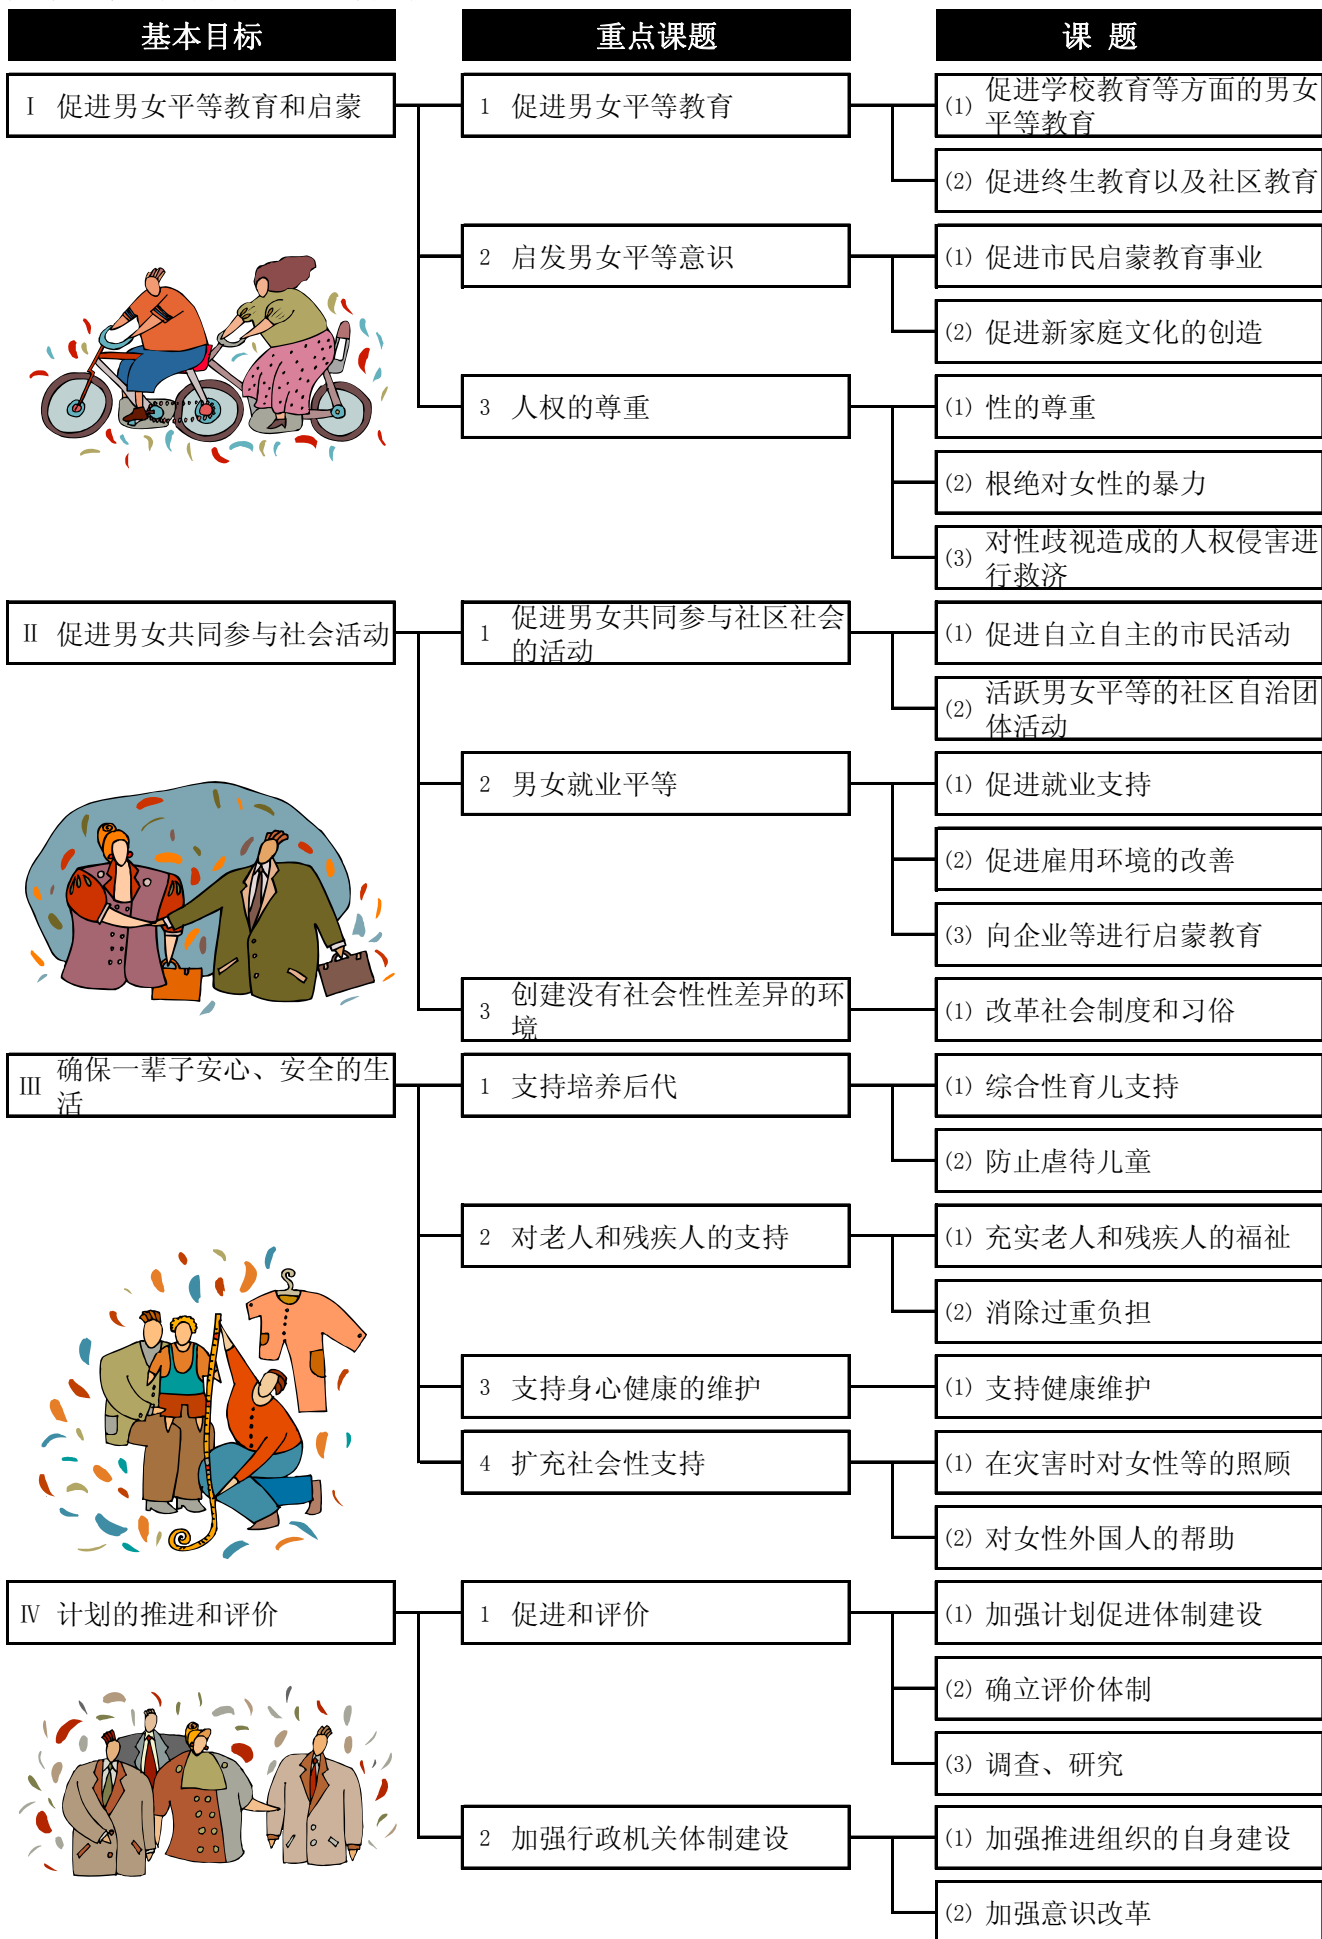 基本目标 重点课题 课 题
Ⅰ 促进男女平等教育和启蒙
1 促进男女平等教育
(1) 促进学校教育等方面的男女
平等教育
(2) 促进终生教育以及社区教育
2 启发男女平等意识
(1) 促进市民启蒙教育事业
(2) 促进新家庭文化的创造
3 人权的尊重
(1) 性的尊重
(2) 根绝对女性的暴力
(3) 对性歧视造成的人权侵害进
行救济
Ⅱ 促进男女共同参与社会活动
1 促进男女共同参与社区社会
的活动
(1) 促进自立自主的市民活动
(2) 活跃男女平等的社区自治团
体活动
2 男女就业平等
(1) 促进就业支持
(2) 促进雇用环境的改善
(3) 向企业等进行启蒙教育
3 创建没有社会性性差异的环
境
(1) 改革社会制度和习俗
Ⅲ 确保一辈子安心、安全的生
活
1 支持培养后代
(1) 综合性育儿支持
(2) 防止虐待儿童
2 对老人和残疾人的支持
(1) 充实老人和残疾人的福祉
(2) 消除过重负担
3 支持身心健康的维护
(1) 支持健康维护
4 扩充社会性支持
(1) 在灾害时对女性等的照顾
(2) 对女性外国人的帮助
Ⅳ 计划的推进和评价
1 促进和评价
(1) 加强计划促进体制建设
(2) 确立评价体制
(3) 调查、研究
2 加强行政机关体制建设
(1) 加强推进组织的自身建设
(2) 加强意识改革